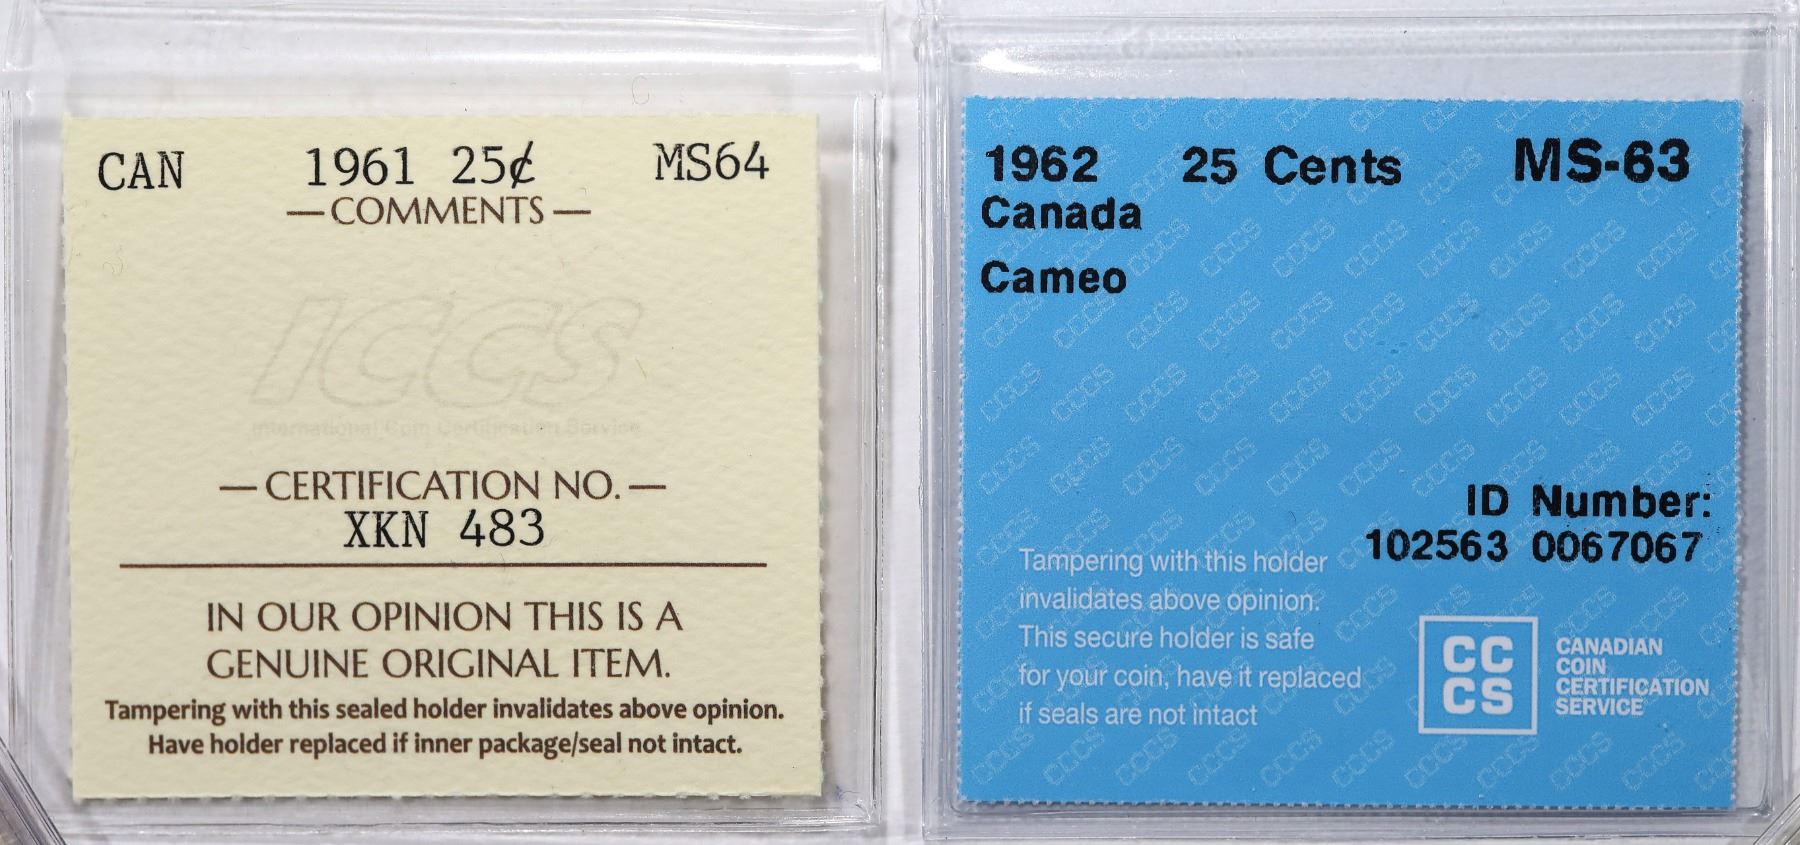 CAN 1961 25¢ MS64
— COMMENTS —
ICCS
International Coin Certification Service
— CERTIFICATION NO. —
XKN 483
IN OUR OPINION THIS IS A
GENUINE ORIGINAL ITEM.
Tampering with this sealed holder invalidates above opinion.
Have holder replaced if inner package/seal not intact.
1962 25 Cents MS-63
Canada
Cameo
ID Number:
102563 0067067
Tampering with this holder
invalidates above opinion.
This secure holder is safe
for your coin, have it replaced
if seals are not intact
CC
CS
CANADIAN
COIN
CERTIFICATION
SERVICE